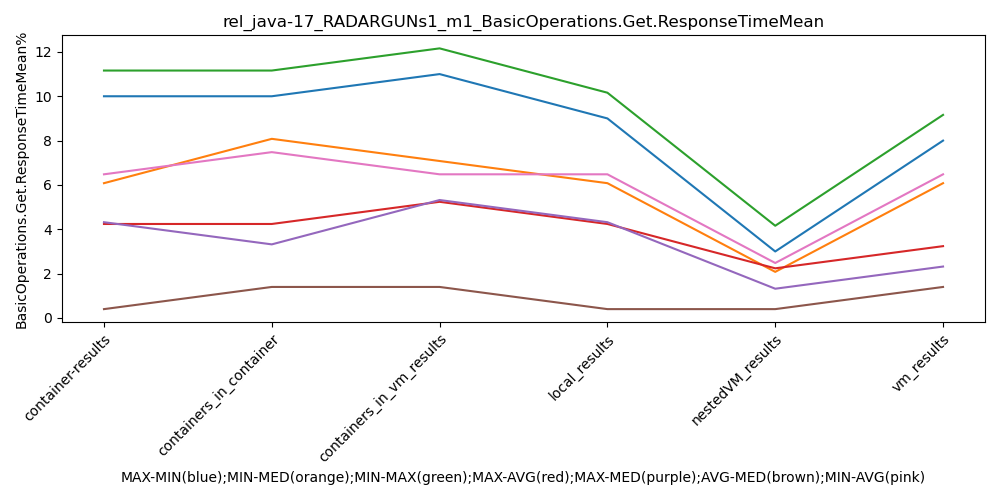 rel_java-17_RADARGUNs1_m1_BasicOperations.Get.ResponseTimeMean
BasicOperations.Get.ResponseTimeMean%
12
10
8
6
4
2
0
container-results
containers_in_container
containers_in_vm_results
local_results
nestedVM_results
vm_results
MAX-MIN(blue);MIN-MED(orange);MIN-MAX(green);MAX-AVG(red);MAX-MED(purple);AVG-MED(brown);MIN-AVG(pink)